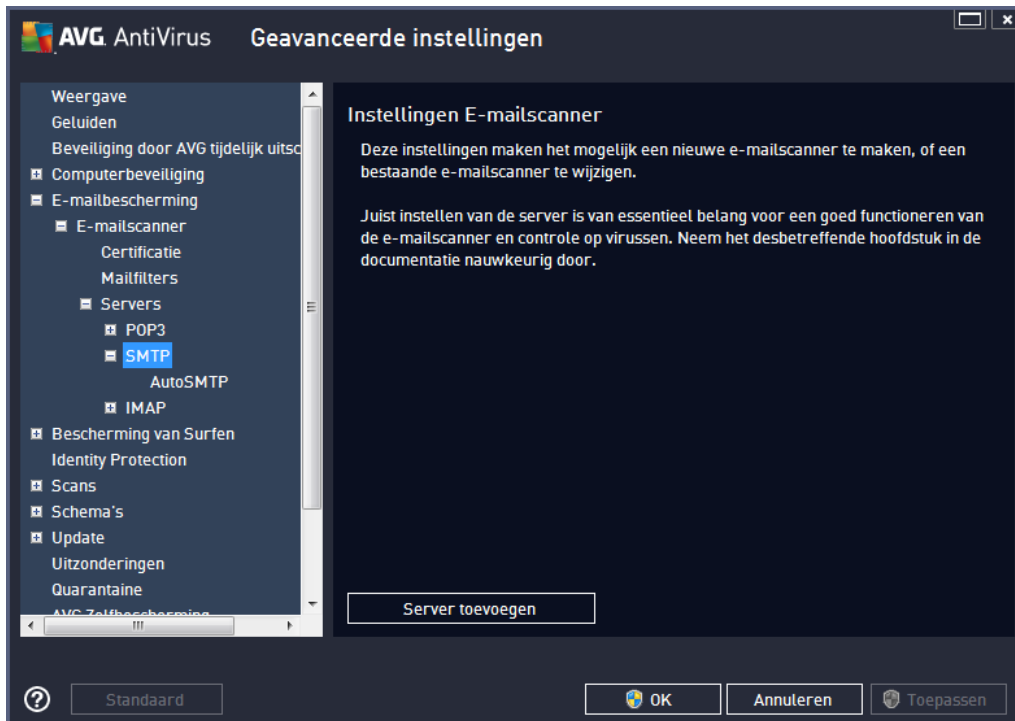 AVG. AntiVirus
Geavanceerde instellingen
Weergave
Geluiden
Beveiliging door AVG tijdelijk uitsc
Computerbeveiliging
E-mailbescherming
E-mailscanner
Certificatie
Mailfilters
Servers
POP3
SMTP
AutoSMTP
IMAP
Bescherming van Surfen
Identity Protection
Scans
Schema's
Update
Uitzonderingen
Quarantaine
AVG Zelfbescherming
Instellingen E-mailscanner
Deze instellingen maken het mogelijk een nieuwe e-mailscanner te maken, of een
bestaande e-mailscanner te wijzigen.
Juist instellen van de server is van essentieel belang voor een goed functioneren van
de e-mailscanner en controle op virussen. Neem het desbetreffende hoofdstuk in de
documentatie nauwkeurig door.
Server toevoegen
Standaard
OK
Annuleren
Toepassen